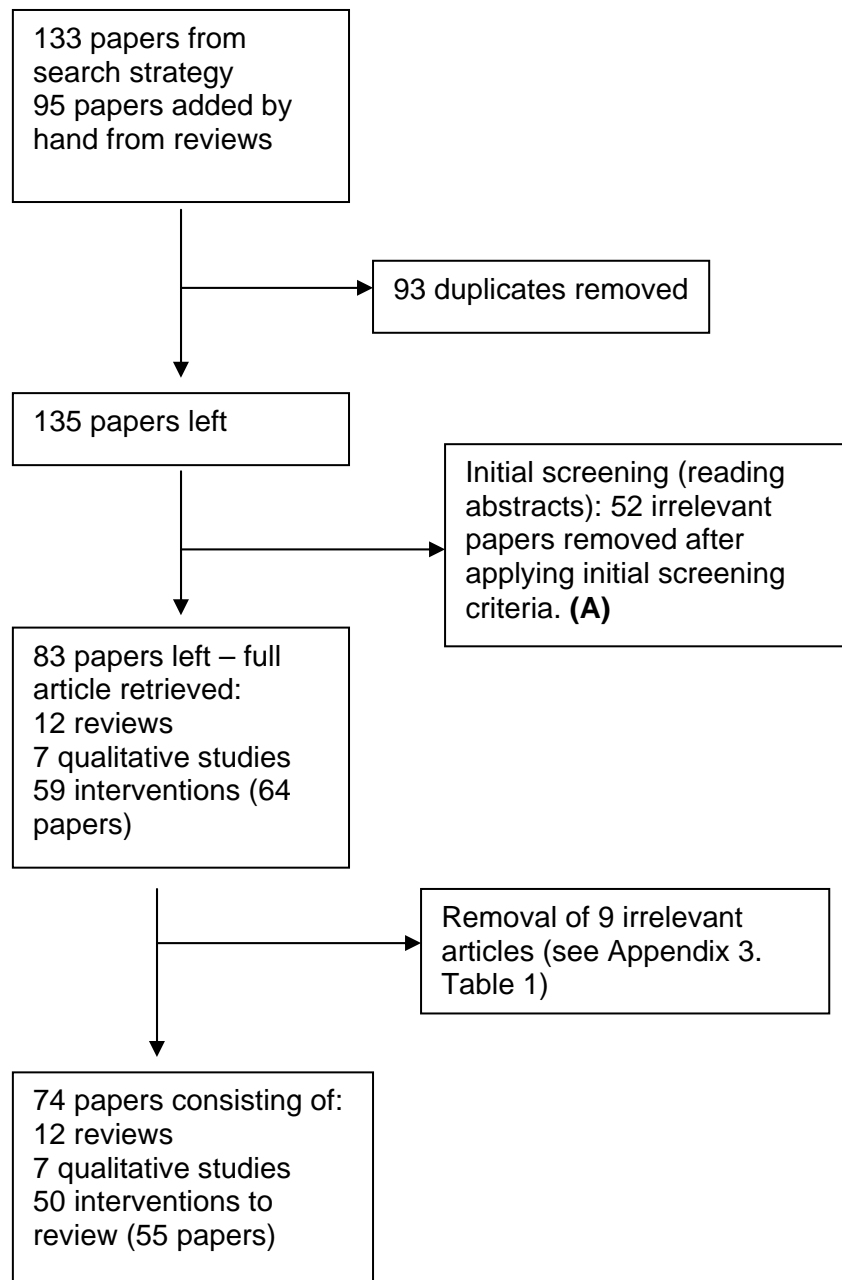 133 papers from
search strategy
95 papers added by
hand from reviews
93 duplicates removed
135 papers left
Initial screening (reading
abstracts): 52 irrelevant
papers removed after
applying initial screening
criteria. (A)
83 papers left – full
article retrieved:
12 reviews
7 qualitative studies
59 interventions (64
papers)
Removal of 9 irrelevant
articles (see Appendix 3.
Table 1)
74 papers consisting of:
12 reviews
7 qualitative studies
50 interventions to
review (55 papers)